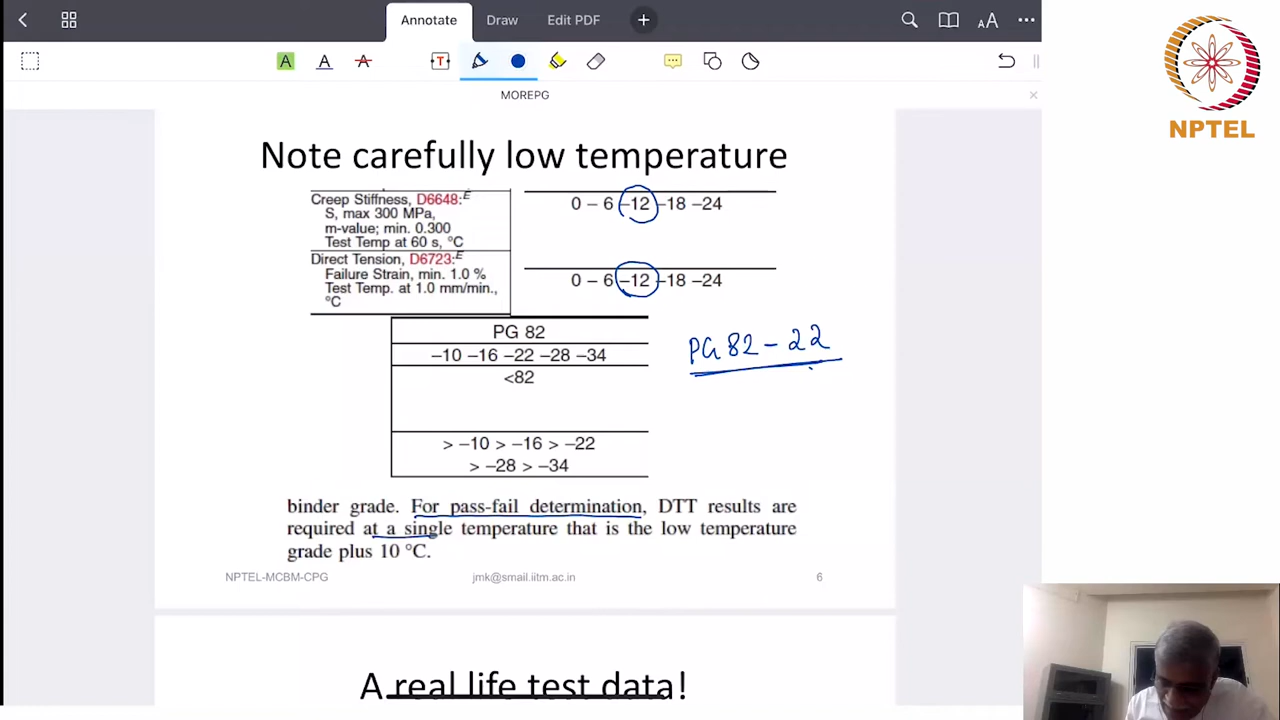 Annotate Draw Edit PDF
MOREPG
NPTEL
Note carefully low temperature
Creep Stiffness, D6648:E
S, max 300 MPa,
m-value; min. 0.300
Test Temp at 60 s, °C
0 – 6 –12 –18 –24
Direct Tension, D6723:E
Failure Strain, min. 1.0 %
Test Temp. at 1.0 mm/min.,
°C
0 – 6 –12 –18 –24
PG 82
–10 –16 –22 –28 –34
<82
> –10 > –16 > –22
> –28 > –34
PG 82 – 22
binder grade. For pass-fail determination, DTT results are
required at a single temperature that is the low temperature
grade plus 10 °C.
NPTEL-MCBM-CPG jmk@smail.iitm.ac.in 6
A real life test data!